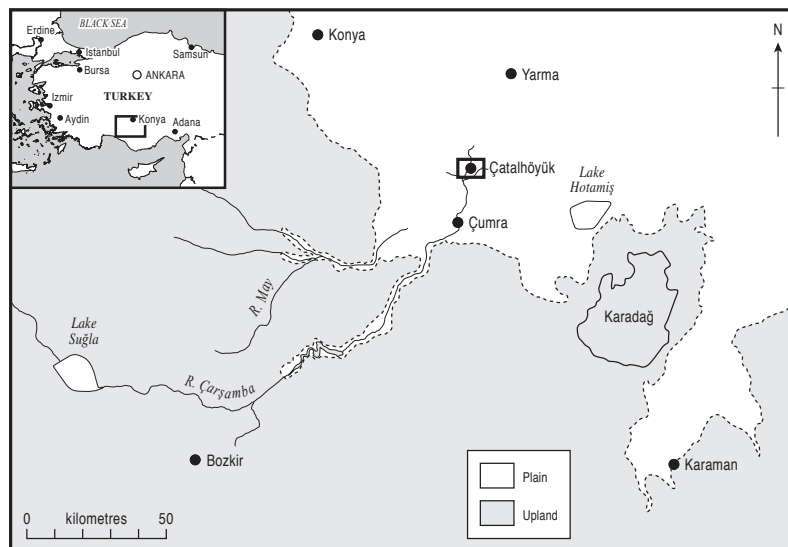 BLACK SEA
Erdine
Istanbul
Samsun
Bursa
ANKARA
TURKEY
Izmir
Aydin
Konya
Adana
Konya
N
Yarma
Çatalhöyük
Lake
Hotamiş
Çumra
R. May
Karadağ
Lake
Suğla
R. Çarşamba
Bozkir
Karaman
Plain
Upland
0 kilometres 50